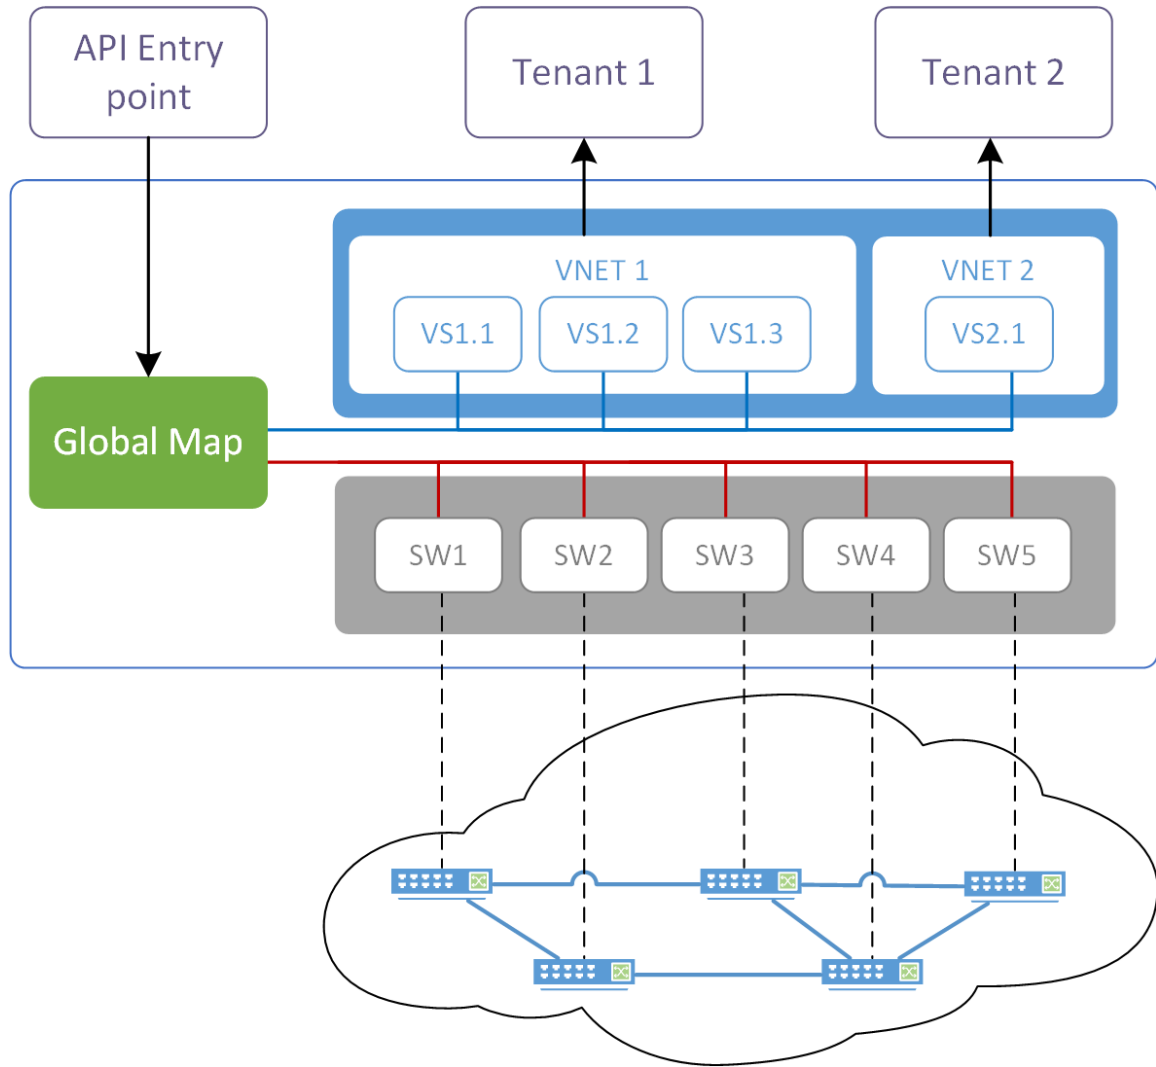 API Entry
point
Tenant 1
Tenant 2
VNET 1
VNET 2
VS1.1
VS1.2
VS1.3
VS2.1
Global Map
SW1
SW2
SW3
SW4
SW5